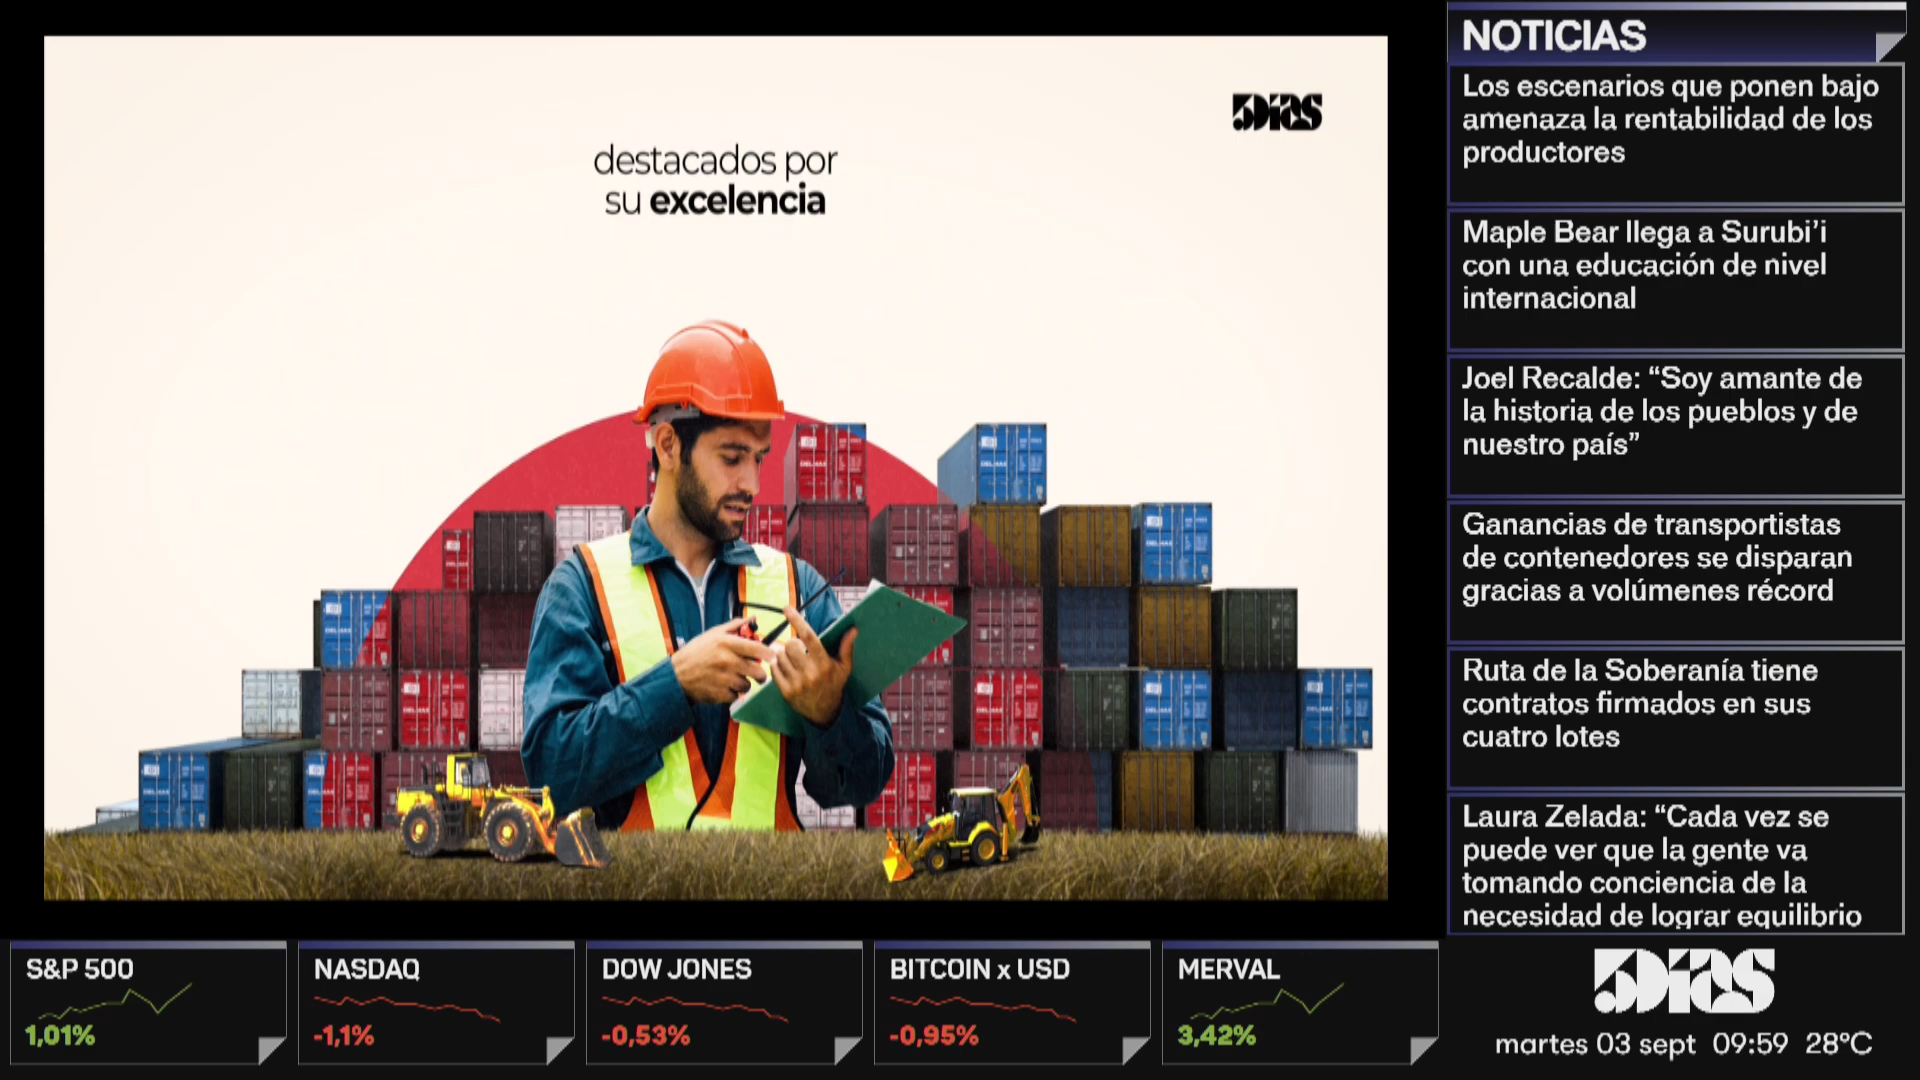 5Días
destacados por
su excelencia
NOTICIAS
Los escenarios que ponen bajo
amenaza la rentabilidad de los
productores
Maple Bear llega a Surubi’i
con una educación de nivel
internacional
Joel Recalde: “Soy amante de
la historia de los pueblos y de
nuestro país”
Ganancias de transportistas
de contenedores se disparan
gracias a volúmenes récord
Ruta de la Soberanía tiene
contratos firmados en sus
cuatro lotes
Laura Zelada: “Cada vez se
puede ver que la gente va
tomando conciencia de la
necesidad de lograr equilibrio
S&P 500
1,01%
NASDAQ
-1,1%
DOW JONES
-0,53%
BITCOIN x USD
-0,95%
MERVAL
3,42%
5Días
martes 03 sept 09:59 28°C